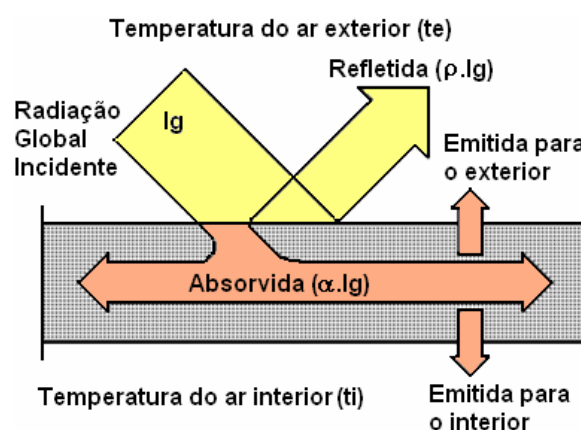 Temperatura do ar exterior (te)
Refletida (ρ.Ig)
Radiação
Global
Incidente
Ig
Emitida para
o exterior
Absorvida (α.Ig)
Temperatura do ar interior (ti)
Emitida para
o interior